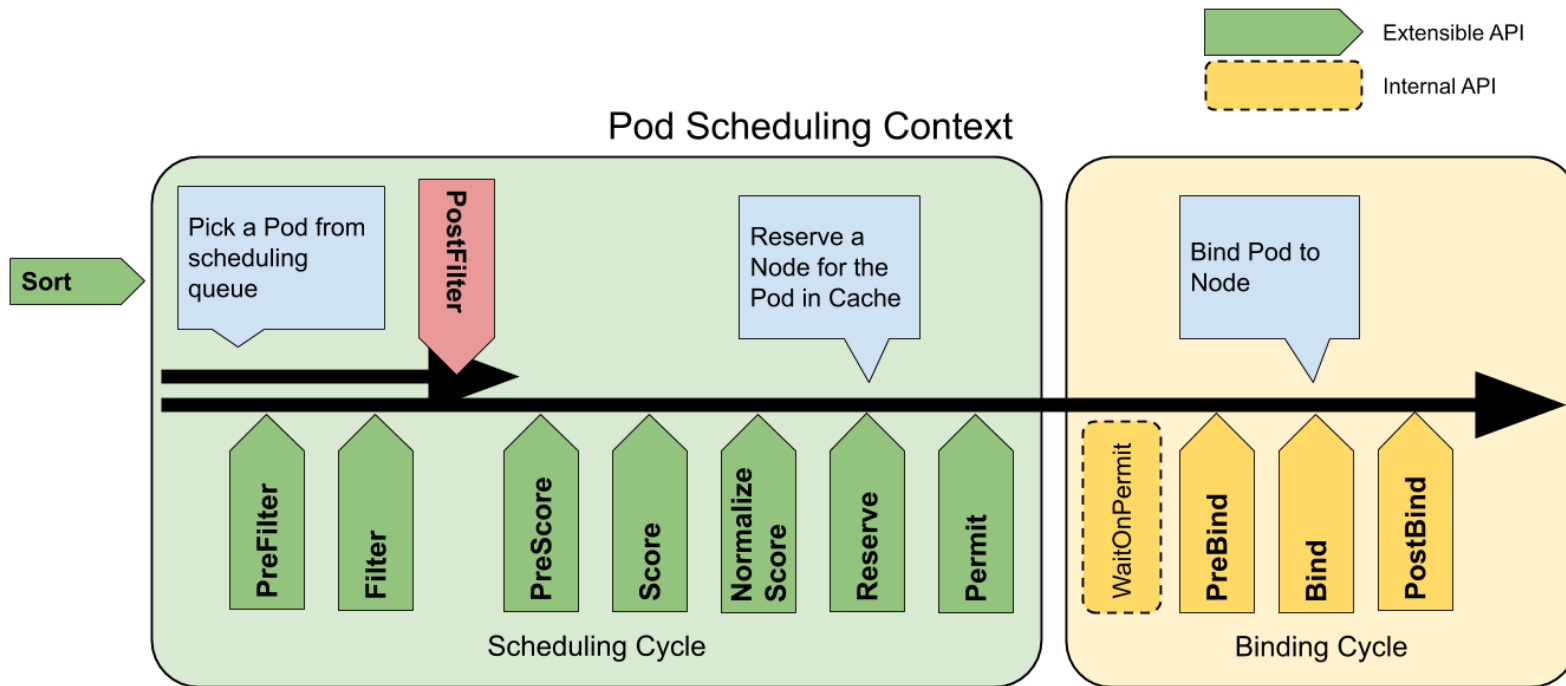 Extensible API
Internal API
Pod Scheduling Context
Sort
Pick a Pod from
scheduling
queue
PostFilter
Reserve a
Node for the
Pod in Cache
Bind Pod to
Node
PreFilter
Filter
PreScore
Score
Normalize
Score
Reserve
Permit
WaitOnPermit
PreBind
Bind
PostBind
Scheduling Cycle
Binding Cycle